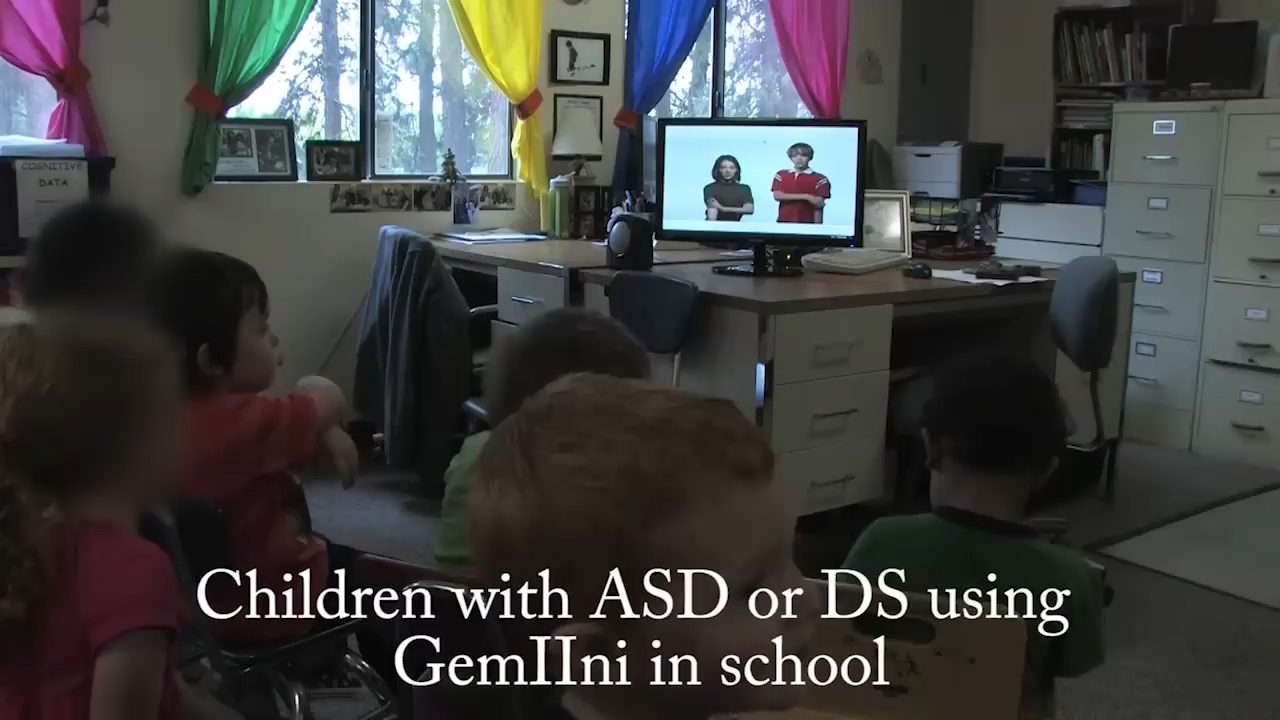 COGNITIVE
DATA
Children with ASD or DS using
GemIIni in school